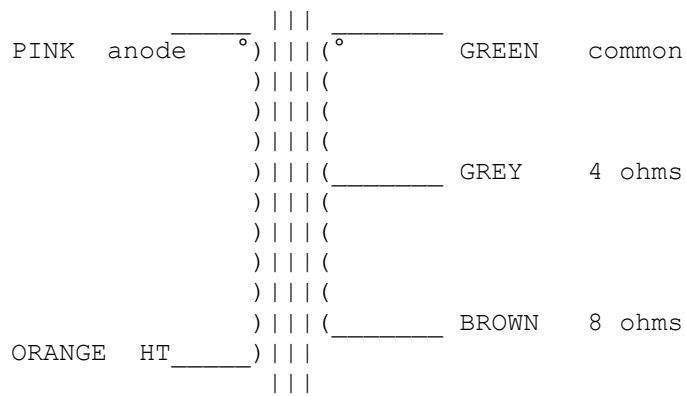 PINK anode ° ° GREEN common
GREY 4 ohms
BROWN 8 ohms
ORANGE HT